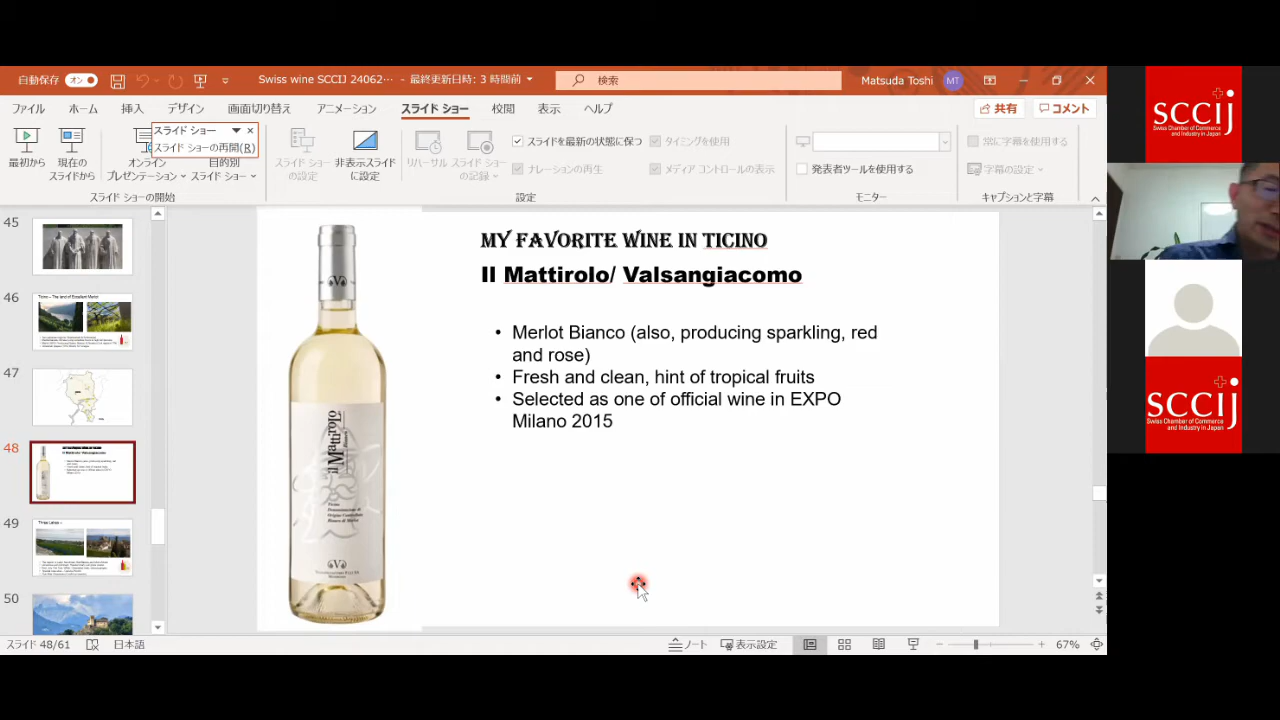 自動保存 オン
Swiss wine SCCIJ 24062… - 最終更新日時: 3 時間前
検索
Matsuda Toshi MT
ファイル ホーム 挿入 デザイン 画面切り替え アニメーション スライド ショー 校閲 表示 ヘルプ
共有 コメント
スライド ショー
スライド ショーの再開(R)
最初から
現在の
スライドから
オンライン
プレゼンテーション
目的別
スライド ショー
スライド ショー
の設定
非表示スライド
に設定
リハーサル
スライド ショー
の記録
スライドを最新の状態に保つ
ナレーションの再生
タイミングを使用
メディア コントロールの表示
発表者ツールを使用する
常に字幕を使用する
字幕の設定
スライド ショーの開始 設定 モニター キャプションと字幕
45
46
Ticino – The land of Excellent Merlot
47
48
49
Three Lakes –
50
MY FAVORITE WINE IN TICINO
Il Mattirolo/ Valsangiacomo
• Merlot Bianco (also, producing sparkling, red
and rose)
• Fresh and clean, hint of tropical fruits
• Selected as one of official wine in EXPO
Milano 2015
V
il Mattirolo
Ticino
Denominazione di
Origine Controllata
Bianco di Merlot
V
スライド 48/61 日本語
ノート 表示設定 67%
SCCIJ
Swiss Chamber of Commerce
and Industry in Japan
SCCIJ
Swiss Chamber of Commerce
and Industry in Japan